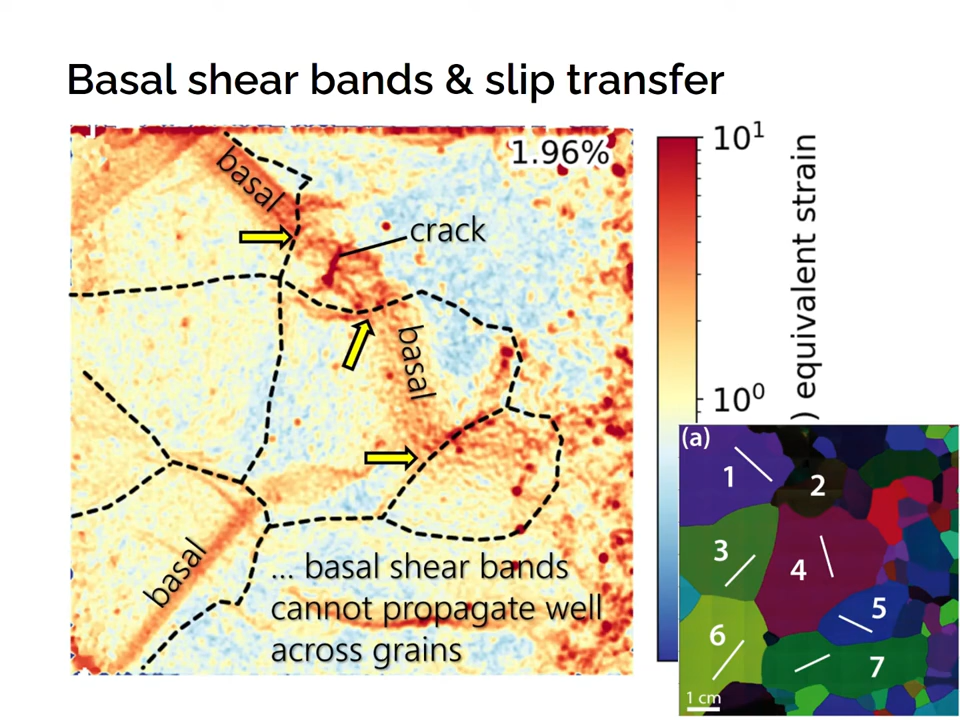 Basal shear bands & slip transfer
1.96%
10¹
basal
crack
) equivalent strain
basal
10⁰
(a)
1
2
3
4
basal
... basal shear bands
cannot propagate well
across grains
5
6
7
1 cm